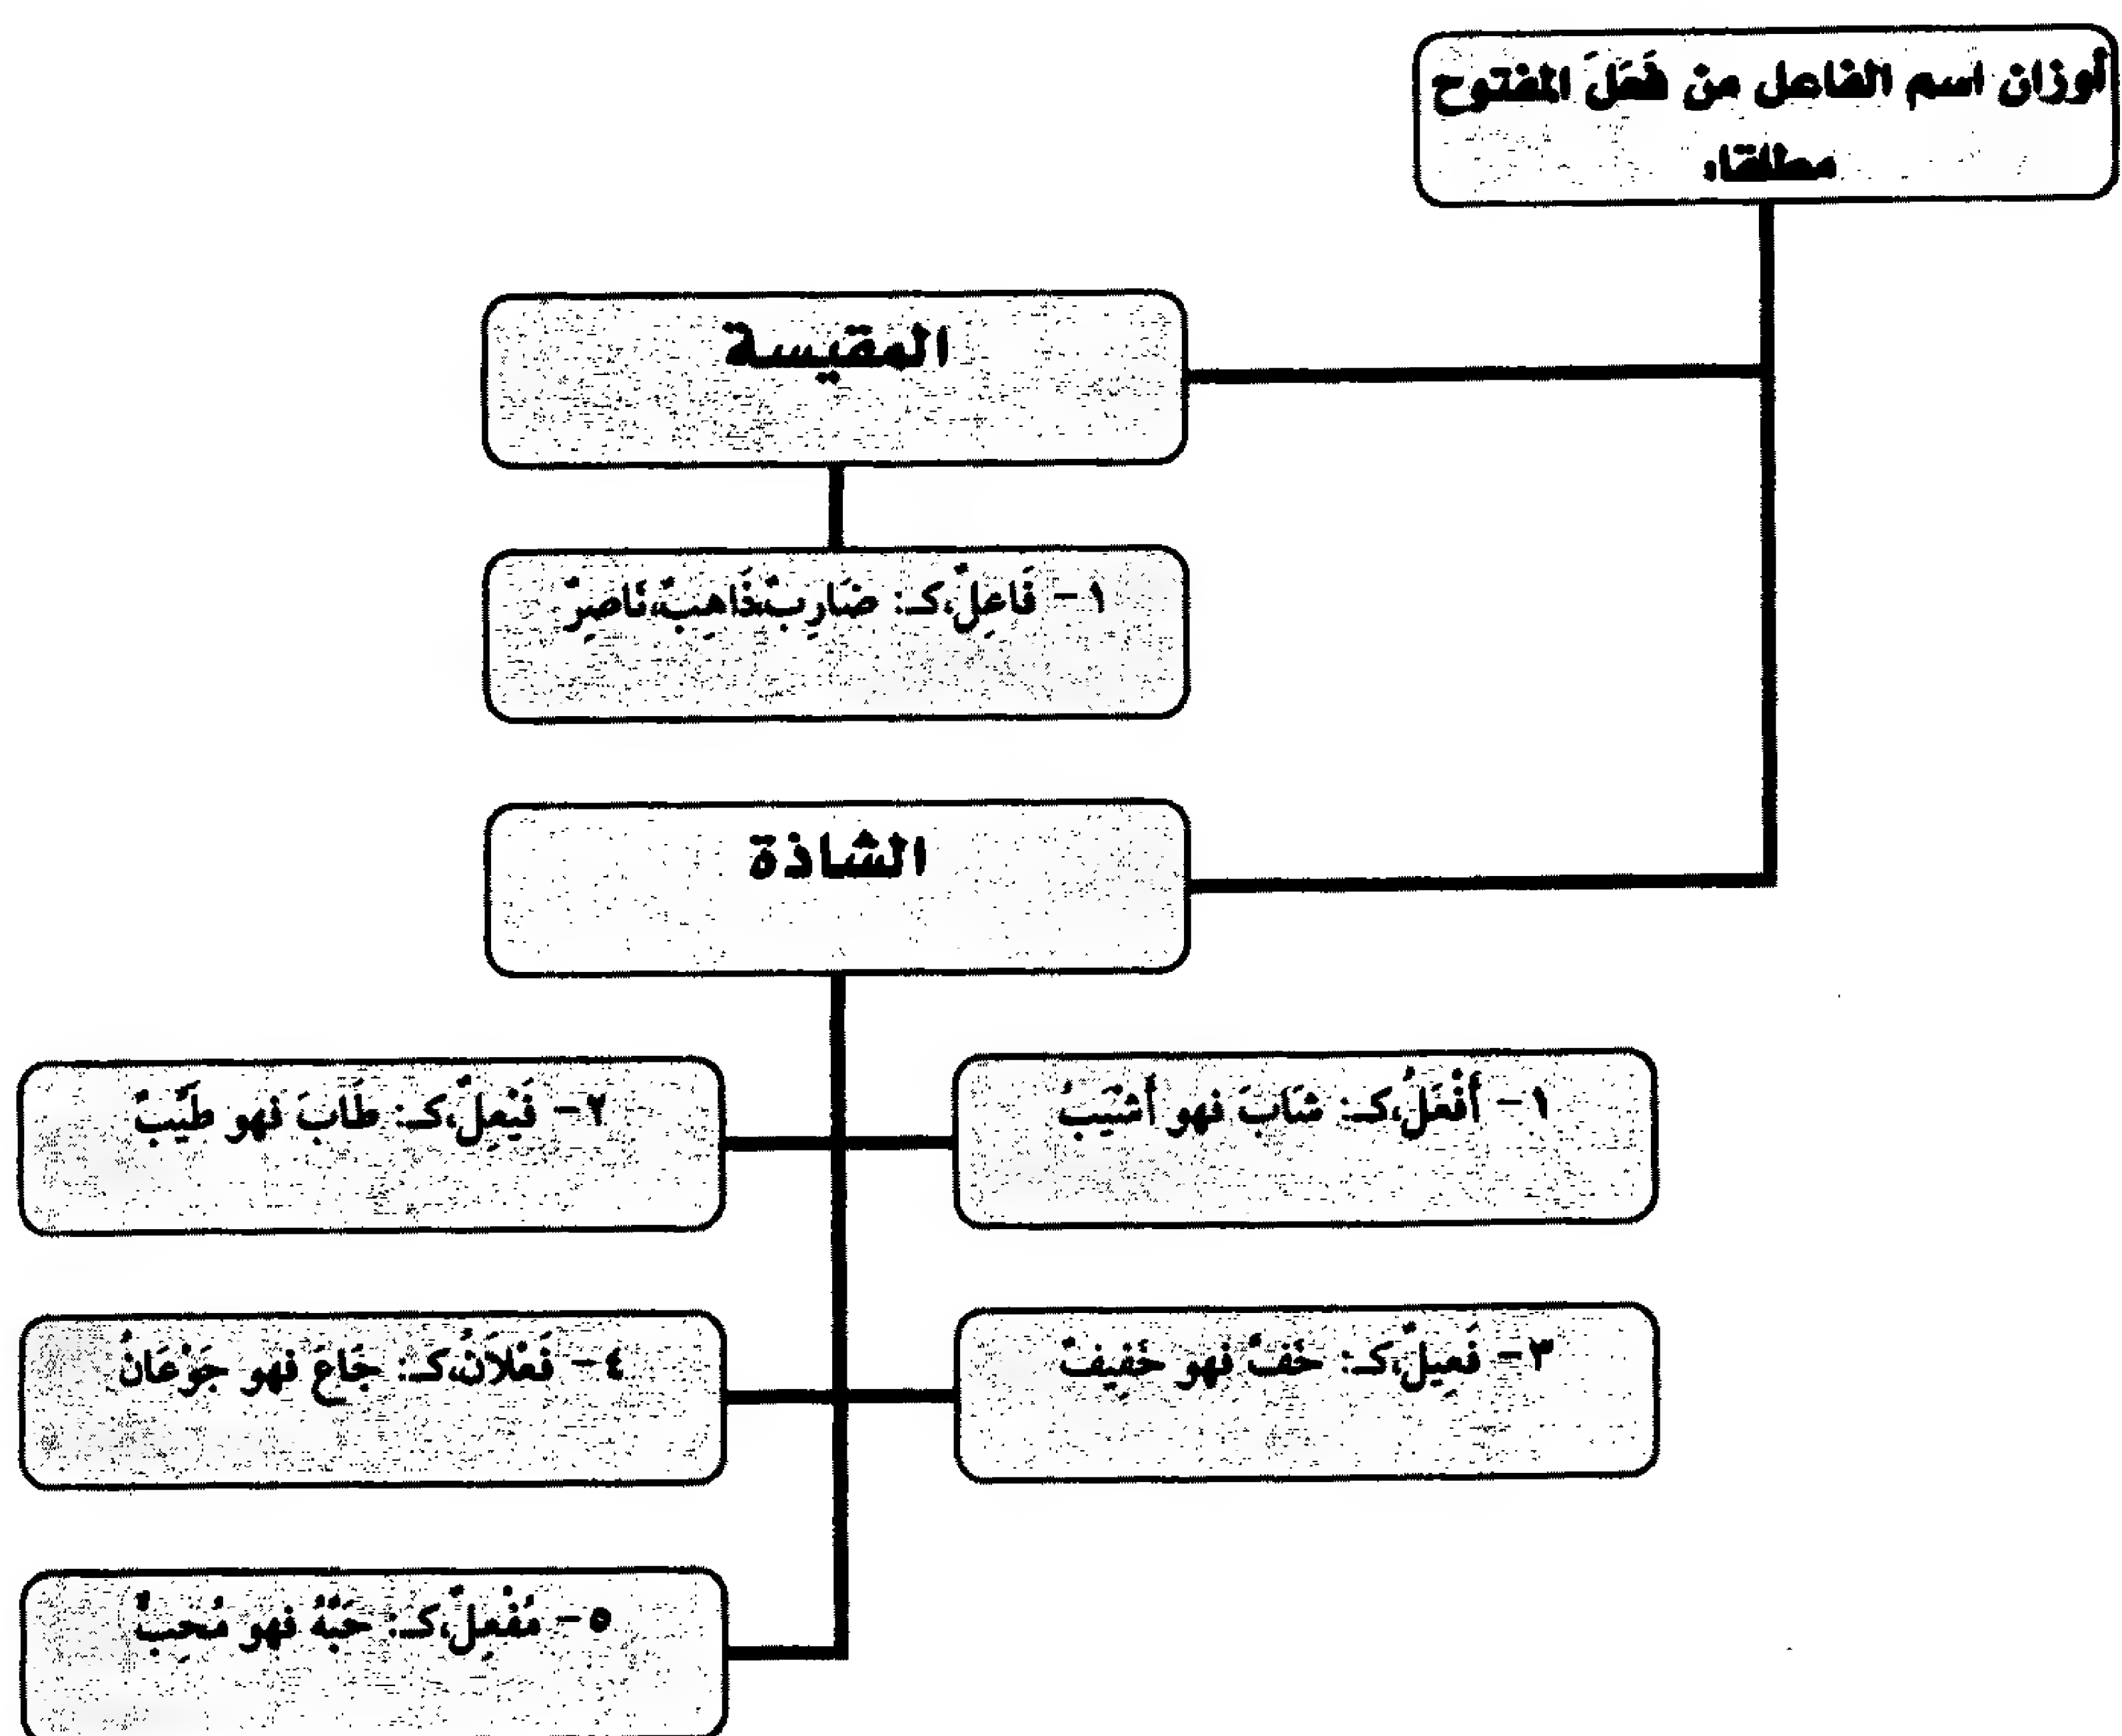 أوزان اسم الفاعل من فَعَلَ المفتوح
مطلقا:
المقيسة
١- فَاعِلٌ،كـ: ضَارِبٌ،ذَاهِبٌ،نَاصِرٌ
الشاذة
١- أَفْعَلُ،كـ: شَابَ فهو أَشْيَبُ
٢- فَيْعِلٌ،كـ: طَابَ فهو طَيِّبٌ
٣- فَعِيلٌ،كـ: خَفَّ فهو خَفِيفٌ
٤- فَعْلَانُ،كـ: جَاعَ فهو جَوْعَانُ
٥- مُفْعِلٌ،كـ: حَبَّهُ فهو مُحِبٌّ